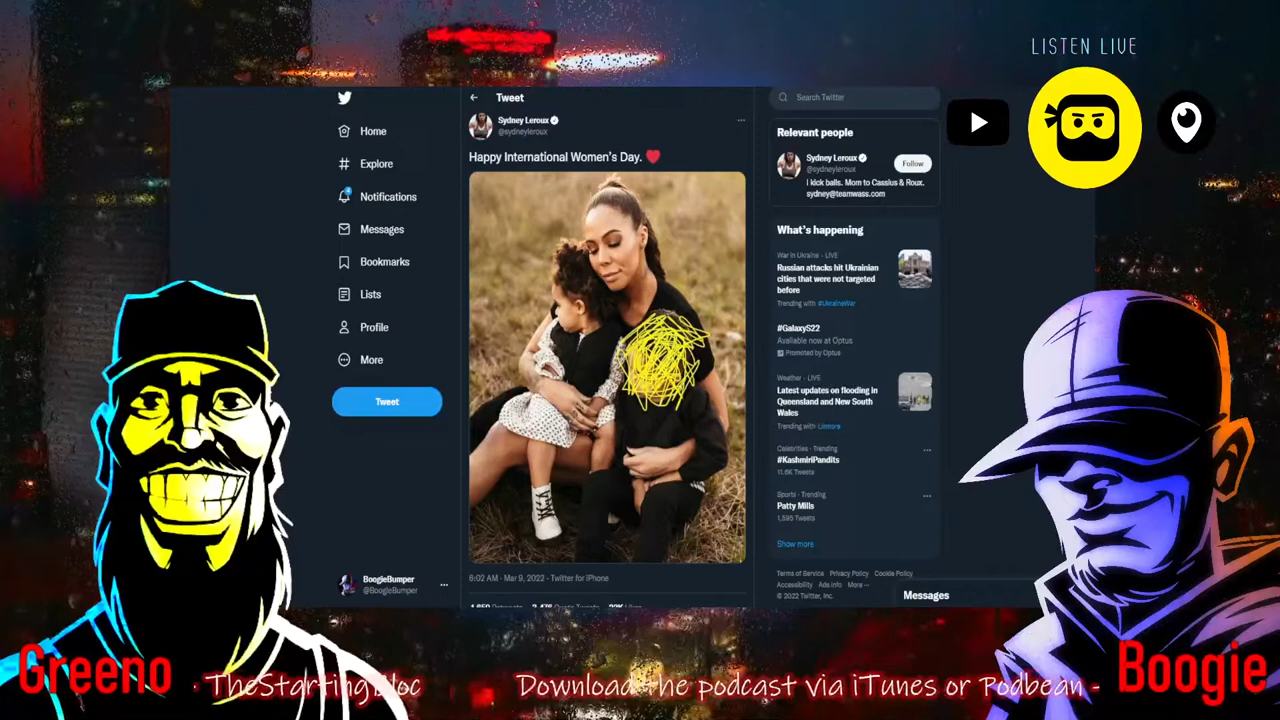 LISTEN LIVE
Tweet
Search Twitter
Home
Explore
Notifications
Messages
Bookmarks
Lists
Profile
More
Tweet
BoogieBumper
@BoogieBumper
Sydney Leroux
@sydneyleroux
Happy International Women's Day. ❤️
6:02 AM · Mar 9, 2022 · Twitter for iPhone
Relevant people
Sydney Leroux
@sydneyleroux
Follow
I kick balls. Mom to Cassius & Roux.
sydney@teamwass.com
What's happening
War in Ukraine · LIVE
Russian attacks hit Ukrainian
cities that were not targeted
before
Trending with #UkraineWar
#GalaxyS22
Available now at Optus
Promoted by Optus
Weather · LIVE
Latest updates on flooding in
Queensland and New South
Wales
Trending with Lismore
Celebrities · Trending
#KashmiriPandits
11.6K Tweets
Sports · Trending
Patty Mills
1,595 Tweets
Show more
Terms of Service Privacy Policy Cookie Policy
Accessibility Ads info More ···
© 2022 Twitter, Inc.
Messages
Greeno
· TheStartingBloc
Download the podcast via iTunes or Podbean -
Boogie